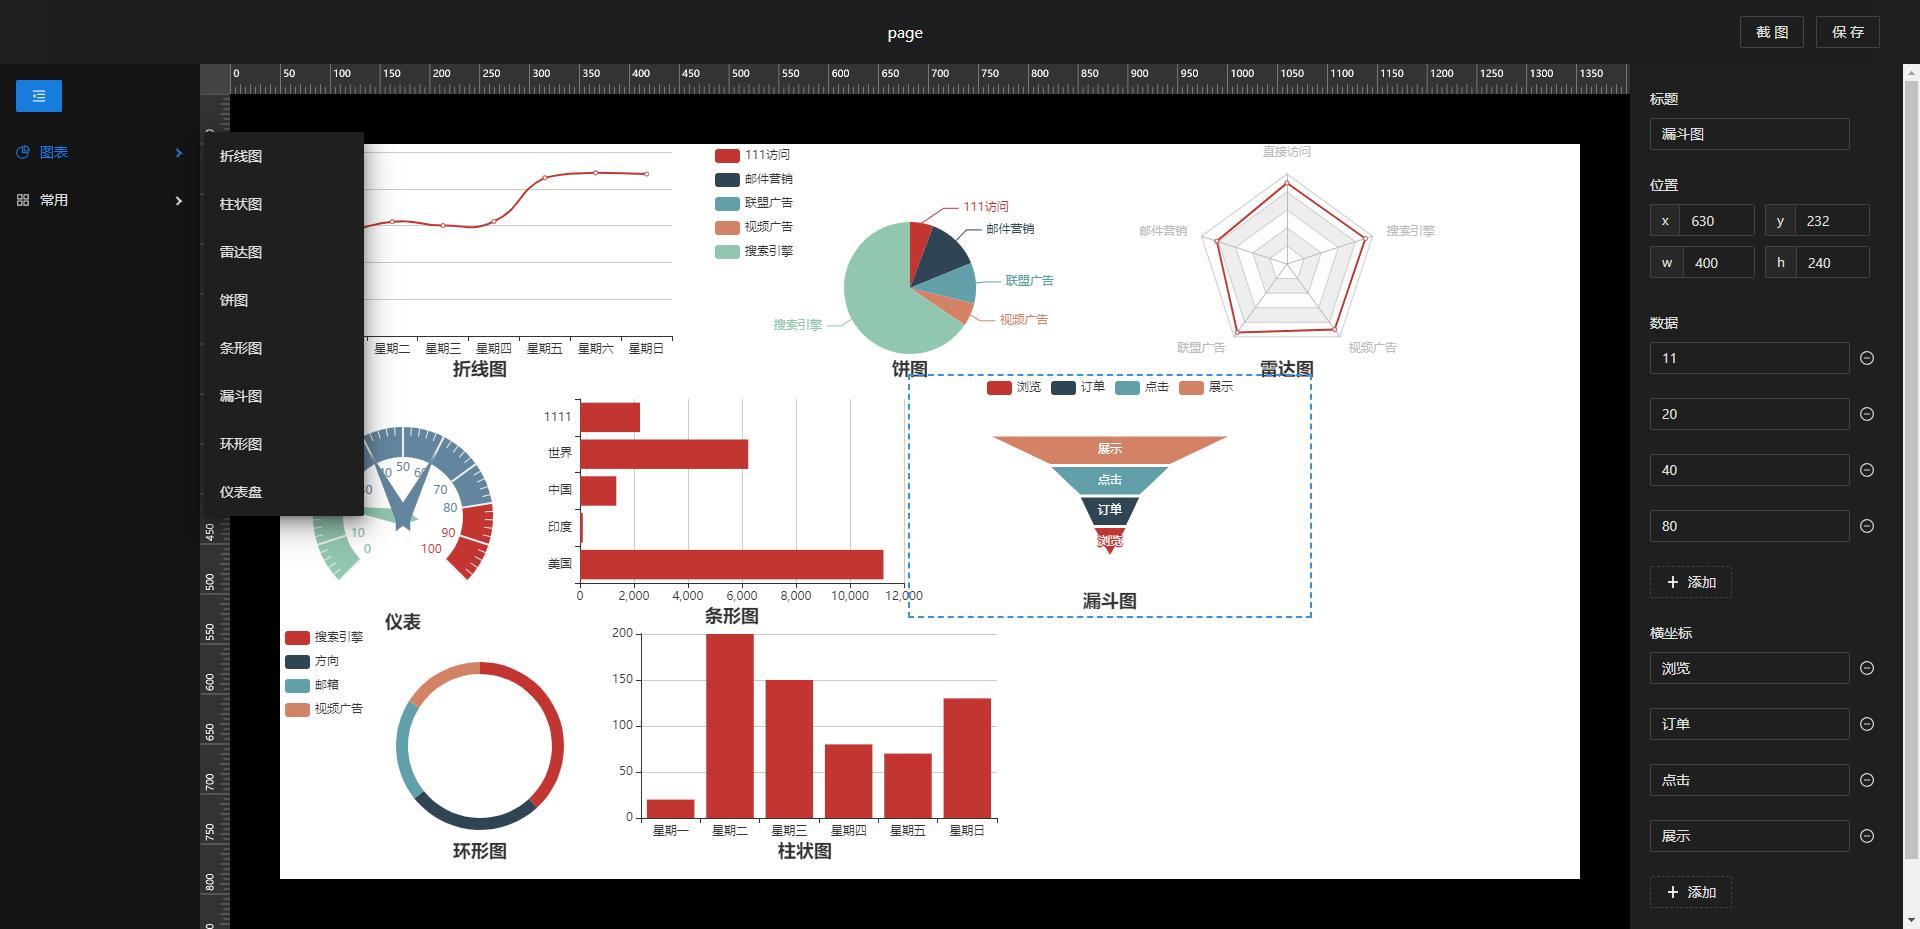 page
截 图
保 存
0 50 100 150 200 250 300 350 400 450 500 550 600 650 700 750 800 850 900 950 1000 1050 1100 1150 1200 1250 1300 1350
0
450
500
550
600
650
700
750
800
图表
常用
折线图
柱状图
雷达图
饼图
条形图
漏斗图
环形图
仪表盘
星期二 星期三 星期四 星期五 星期六 星期日
折线图
111访问
邮件营销
联盟广告
视频广告
搜索引擎
111访问
邮件营销
联盟广告
视频广告
搜索引擎
饼图
直接访问
邮件营销
搜索引擎
联盟广告
视频广告
雷达图
0
10
50
70
80
90
100
仪表
1111
世界
中国
印度
美国
0 2,000 4,000 6,000 8,000 10,000 12,000
条形图
浏览 订单 点击 展示
展示
点击
订单
浏览
漏斗图
搜索引擎
方向
邮箱
视频广告
环形图
200
150
100
50
0
星期一 星期二 星期三 星期四 星期五 星期日
柱状图
标题
漏斗图
位置
x 630 y 232
w 400 h 240
数据
11
20
40
80
+ 添加
横坐标
浏览
订单
点击
展示
+ 添加